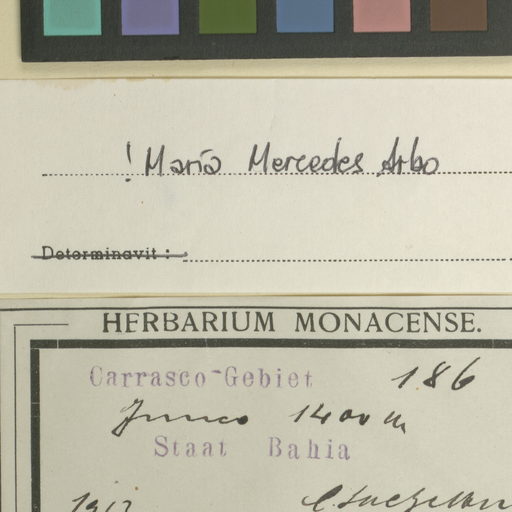 ! María Mercedes Arbo
Determinavit :
HERBARIUM MONACENSE.
Carrasco-Gebiet 186
1400 m
Staat Bahia